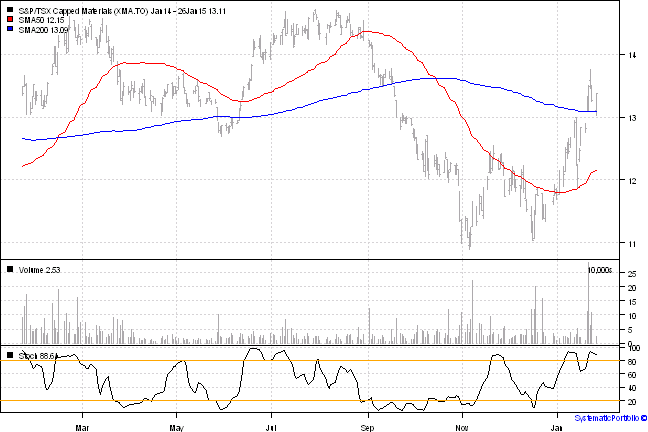 S&P/TSX Capped Materials (XMA.TO) Jan14 - 26Jan15 13.11
SMA50 12.15
SMA200 13.09
14
13
12
11
Volume 2.53
10,000s
25
20
15
10
5
0
Stoch 88.61
100
80
60
40
20
Mar May Jul Sep Nov Jan
SystematicPortfolio ©